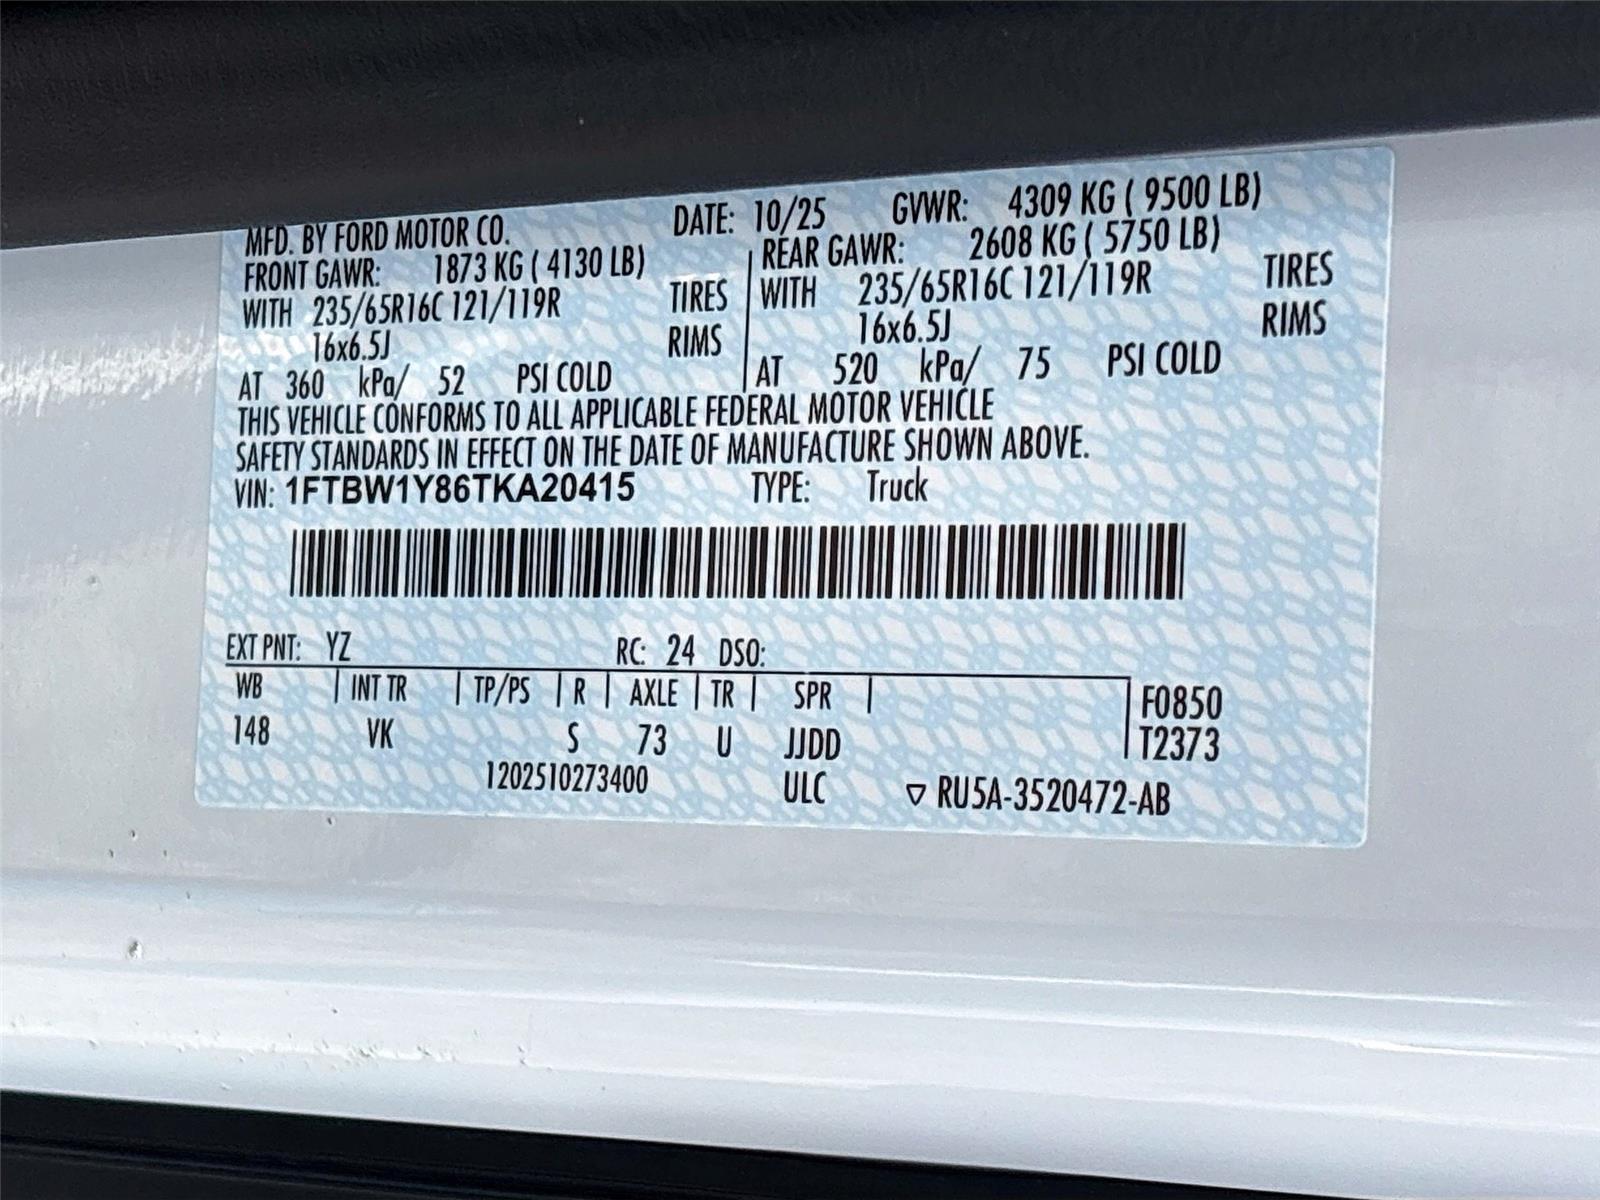 MFD. BY FORD MOTOR CO. DATE: 10/25 GVWR: 4309 KG ( 9500 LB)
FRONT GAWR: 1873 KG ( 4130 LB) REAR GAWR: 2608 KG ( 5750 LB)
WITH 235/65R16C 121/119R TIRES WITH 235/65R16C 121/119R TIRES
16x6.5J RIMS 16x6.5J RIMS
AT 360 kPa/ 52 PSI COLD AT 520 kPa/ 75 PSI COLD
THIS VEHICLE CONFORMS TO ALL APPLICABLE FEDERAL MOTOR VEHICLE
SAFETY STANDARDS IN EFFECT ON THE DATE OF MANUFACTURE SHOWN ABOVE.
VIN: 1FTBW1Y86TKA20415 TYPE: Truck
EXT PNT: YZ RC: 24 DSO:
WB INT TR TP/PS R AXLE TR SPR F0850
148 VK S 73 U JJDD T2373
1202510273400 ULC ▽ RU5A-3520472-AB